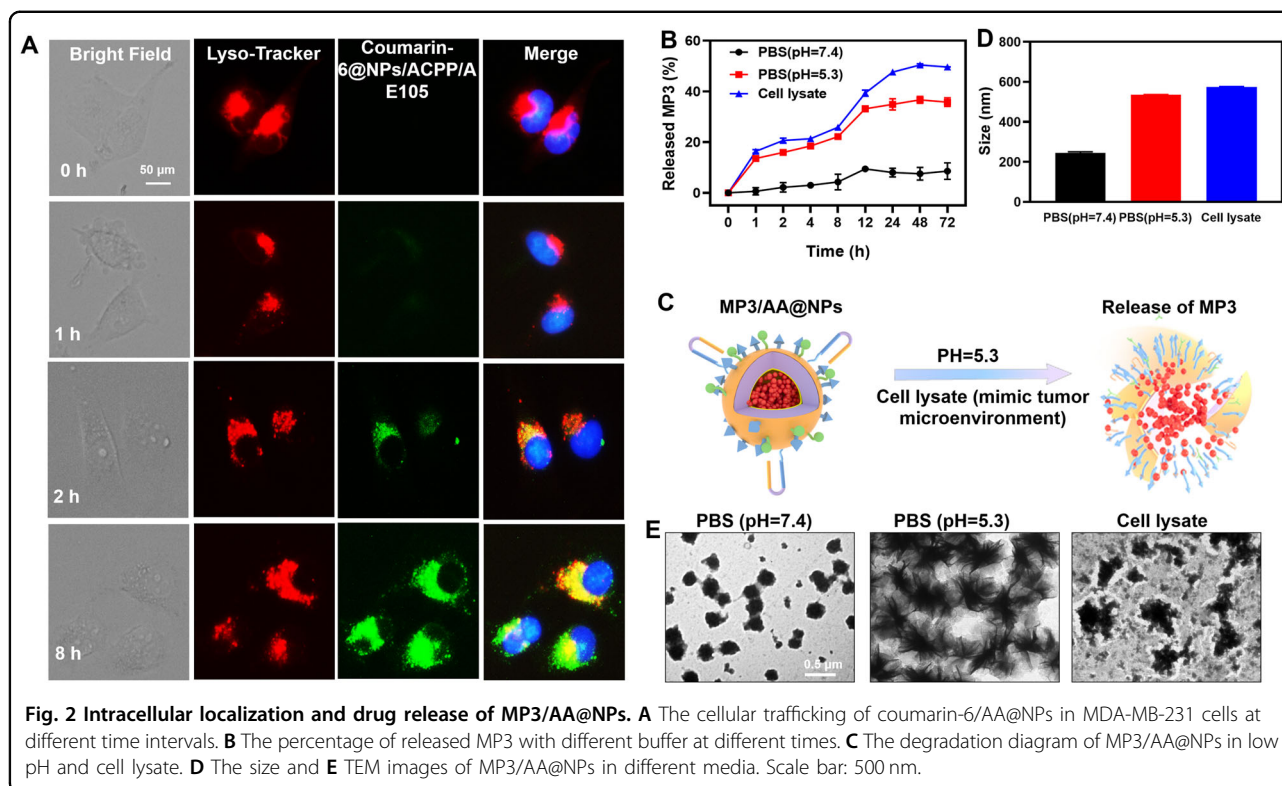 A
Bright Field
Lyso-Tracker
Coumarin-
6@NPs/ACPP/A
E105
Merge
0 h
50 µm
1 h
2 h
8 h
B
Released MP3 (%)
60
40
20
0
PBS(pH=7.4)
PBS(pH=5.3)
Cell lysate
0 1 2 4 8 12 24 48 72
Time (h)
D
Size (nm)
800
600
400
200
0
PBS(pH=7.4) PBS(pH=5.3) Cell lysate
C
MP3/AA@NPs
PH=5.3
Cell lysate (mimic tumor
microenvironment)
Release of MP3
E
PBS (pH=7.4)
PBS (pH=5.3)
Cell lysate
0.5 µm
Fig. 2 Intracellular localization and drug release of MP3/AA@NPs. A The cellular trafficking of coumarin-6/AA@NPs in MDA-MB-231 cells at
different time intervals. B The percentage of released MP3 with different buffer at different times. C The degradation diagram of MP3/AA@NPs in low
pH and cell lysate. D The size and E TEM images of MP3/AA@NPs in different media. Scale bar: 500 nm.